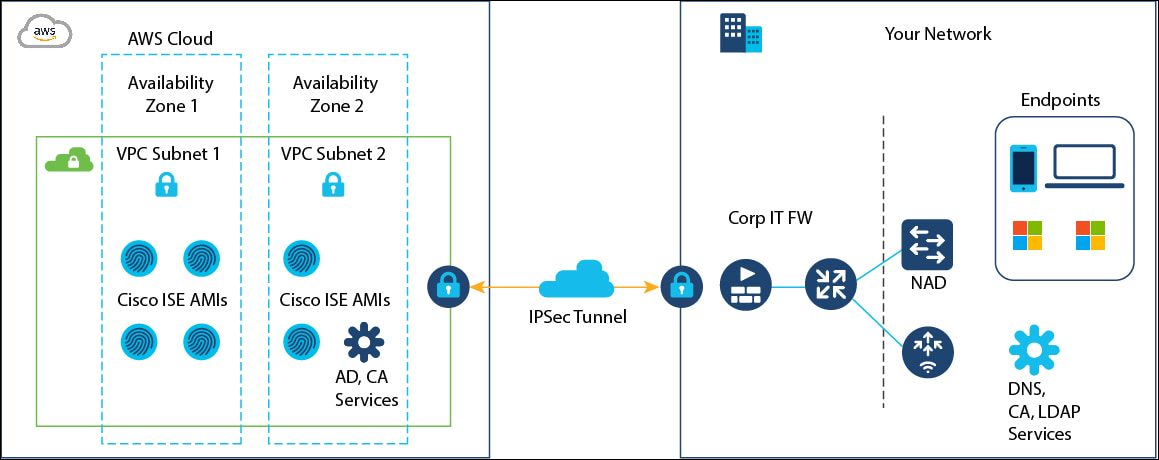 aws
AWS Cloud
Availability
Zone 1
Availability
Zone 2
VPC Subnet 1
VPC Subnet 2
Cisco ISE AMIs
Cisco ISE AMIs
AD, CA
Services
IPSec Tunnel
Your Network
Endpoints
Corp IT FW
NAD
DNS,
CA, LDAP
Services